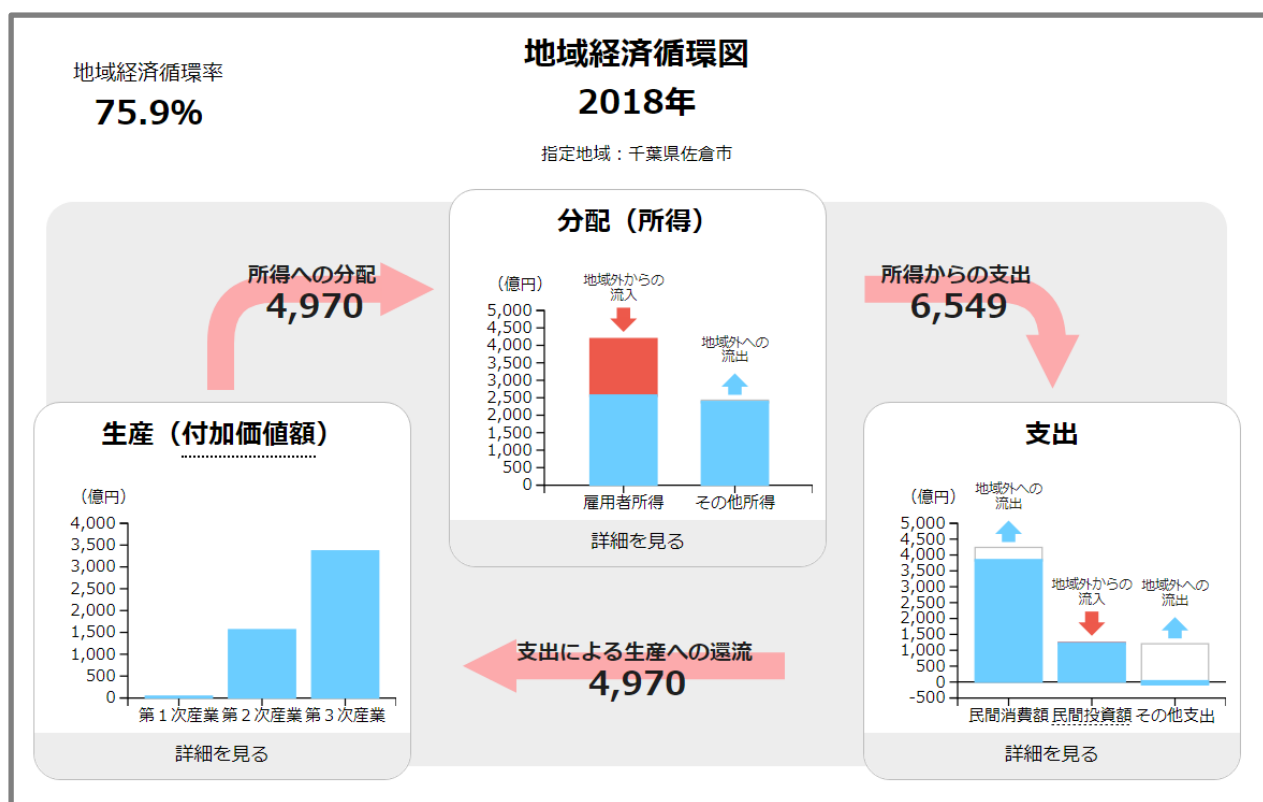 地域経済循環図
2018年
指定地域：千葉県佐倉市
地域経済循環率
75.9%
所得への分配
4,970
分配（所得）
（億円）
地域外からの
流入
地域外への
流出
5,000
4,500
4,000
3,500
3,000
2,500
2,000
1,500
1,000
500
0
雇用者所得
その他所得
詳細を見る
所得からの支出
6,549
生産（付加価値額）
（億円）
4,000
3,500
3,000
2,500
2,000
1,500
1,000
500
0
第１次産業
第２次産業
第３次産業
詳細を見る
支出による生産への還流
4,970
支出
（億円）
地域外への
流出
地域外からの
流入
地域外への
流出
5,000
4,500
4,000
3,500
3,000
2,500
2,000
1,500
1,000
500
0
-500
民間消費額
民間投資額
その他支出
詳細を見る